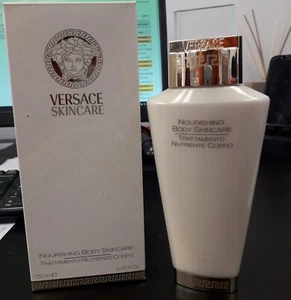 VERSACE
SKINCARE
NOURISHING BODY SKINCARE
TRATTAMENTO NUTRIENTE CORPO
VERSACE
NOURISHING
BODY SKINCARE
TRATTAMENTO
NUTRIENTE CORPO